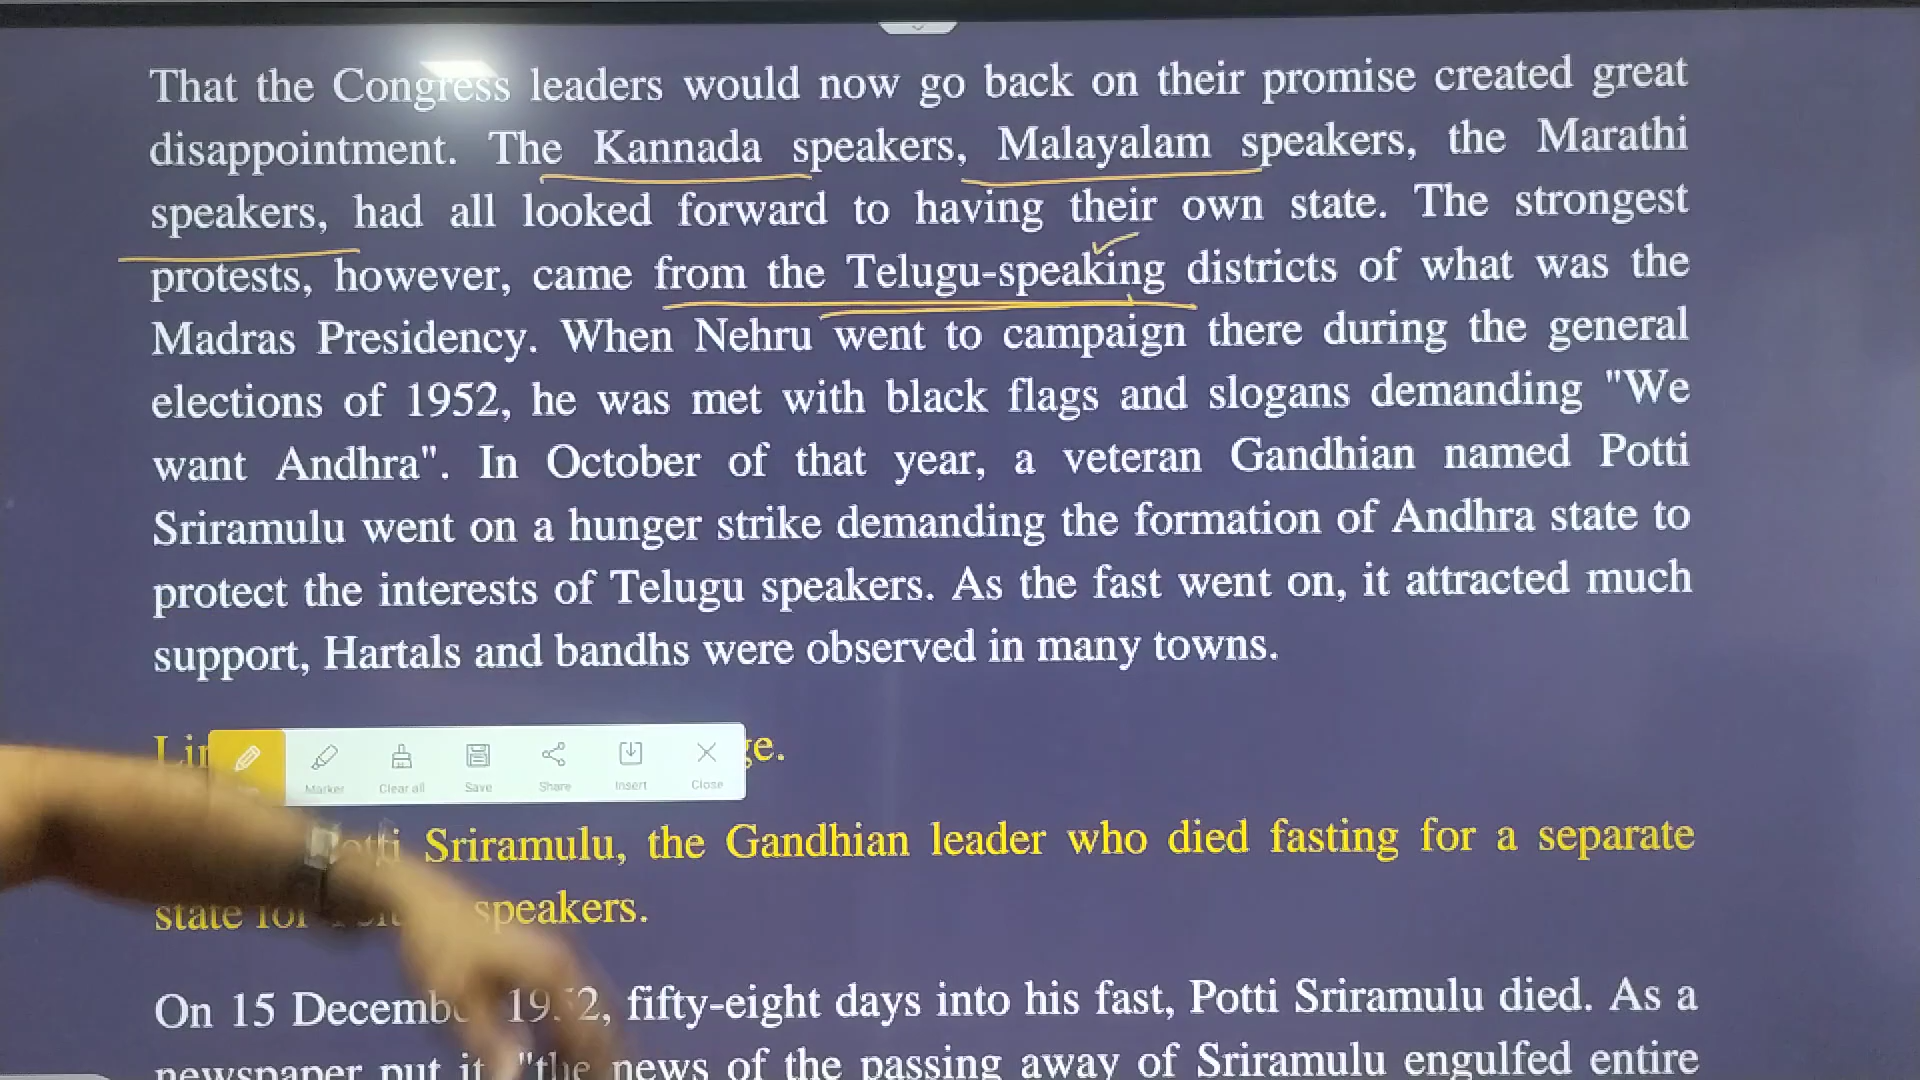 That the Congress leaders would now go back on their promise created great
disappointment. The Kannada speakers, Malayalam speakers, the Marathi
speakers, had all looked forward to having their own state. The strongest
protests, however, came from the Telugu-speaking districts of what was the
Madras Presidency. When Nehru went to campaign there during the general
elections of 1952, he was met with black flags and slogans demanding "We
want Andhra". In October of that year, a veteran Gandhian named Potti
Sriramulu went on a hunger strike demanding the formation of Andhra state to
protect the interests of Telugu speakers. As the fast went on, it attracted much
support, Hartals and bandhs were observed in many towns.
Marker Clear all Save Share Insert Close
Sriramulu, the Gandhian leader who died fasting for a separate
state for speakers.
On 15 1952, fifty-eight days into his fast, Potti Sriramulu died. As a
newspaper put it, "the news of the passing away of Sriramulu engulfed entire